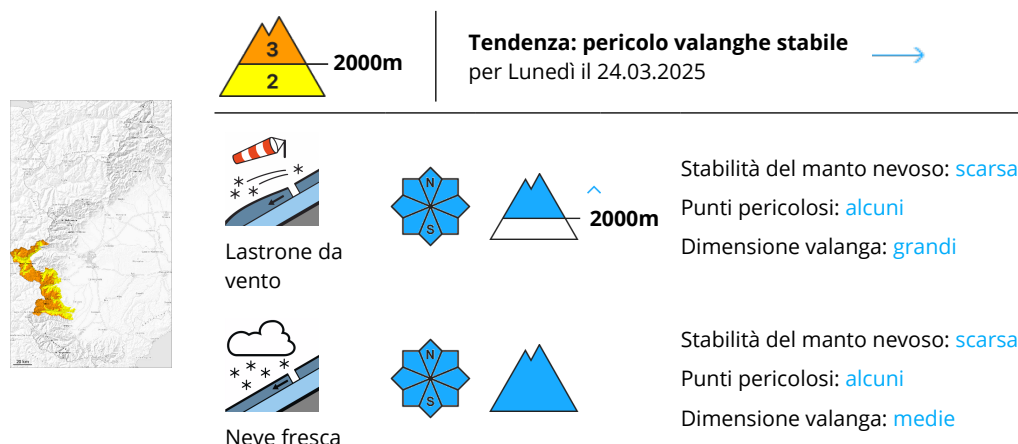 3
2000m
2
Tendenza: pericolo valanghe stabile
per Lunedì il 24.03.2025
N
S
2000m
Stabilità del manto nevoso: scarsa
Punti pericolosi: alcuni
Dimensione valanga: grandi
Lastrone da
vento
N
S
Stabilità del manto nevoso: scarsa
Punti pericolosi: alcuni
Dimensione valanga: medie
Neve fresca
20 km